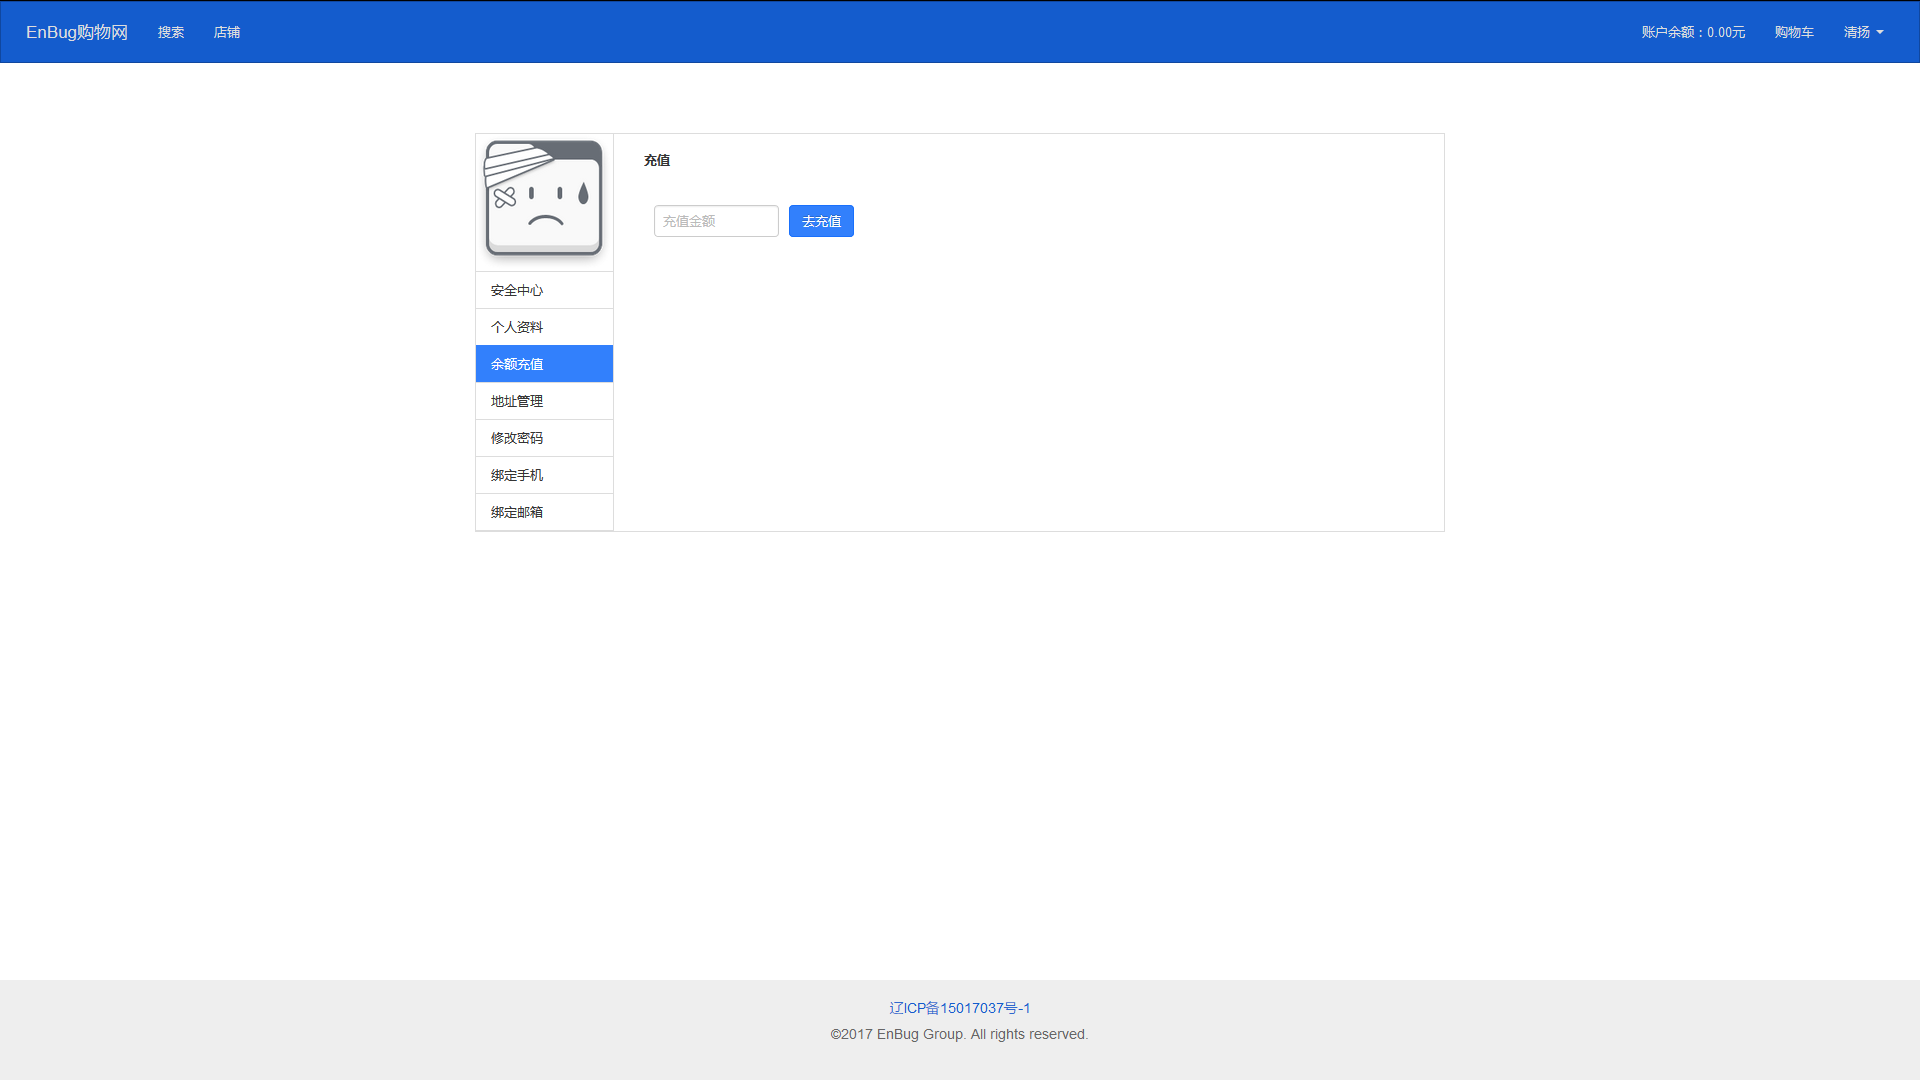 EnBug购物网 搜索 店铺 账户余额：0.00元 购物车 清扬
充值
充值金额 去充值
安全中心
个人资料
余额充值
地址管理
修改密码
绑定手机
绑定邮箱
辽ICP备15017037号-1
©2017 EnBug Group. All rights reserved.